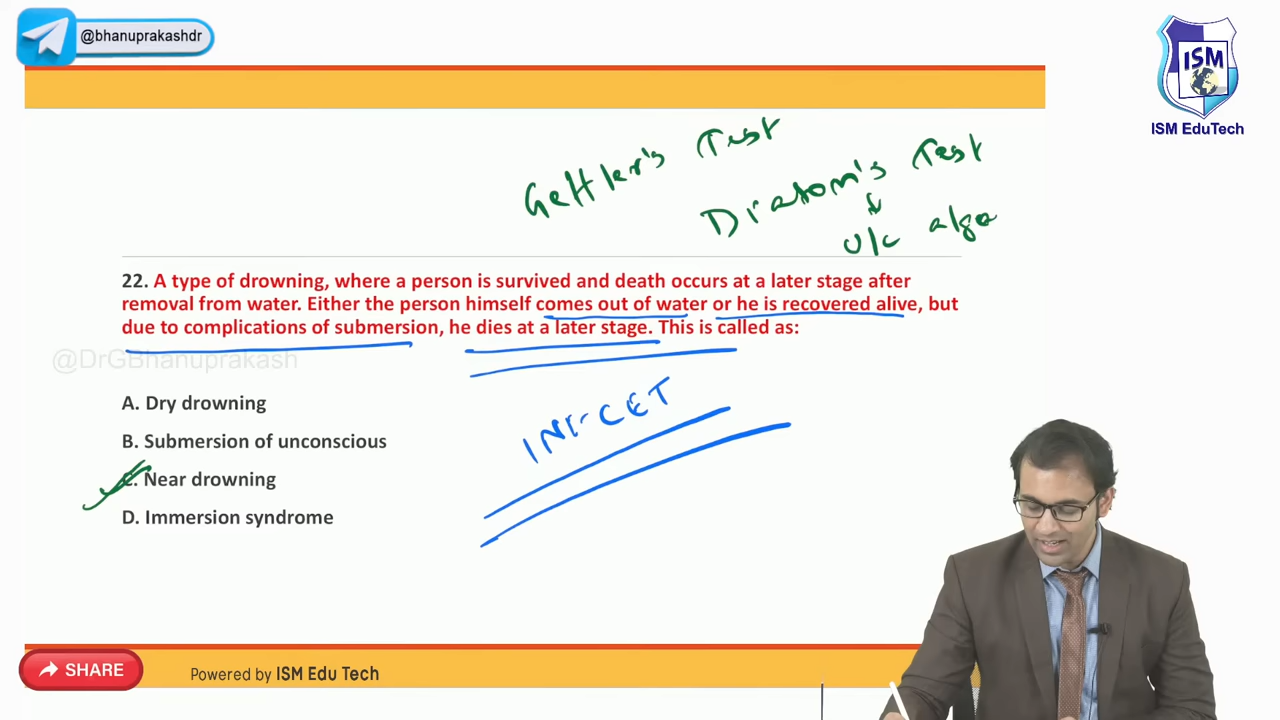 @bhanuprakashdr
ISM
ISM EduTech
Gettler's Test
Diatom's Test
U/C algae
22. A type of drowning, where a person is survived and death occurs at a later stage after
removal from water. Either the person himself comes out of water or he is recovered alive, but
due to complications of submersion, he dies at a later stage. This is called as:
@DrGBhanuprakash
A. Dry drowning
INI-CET
B. Submersion of unconscious
C. Near drowning
D. Immersion syndrome
SHARE
Powered by ISM Edu Tech